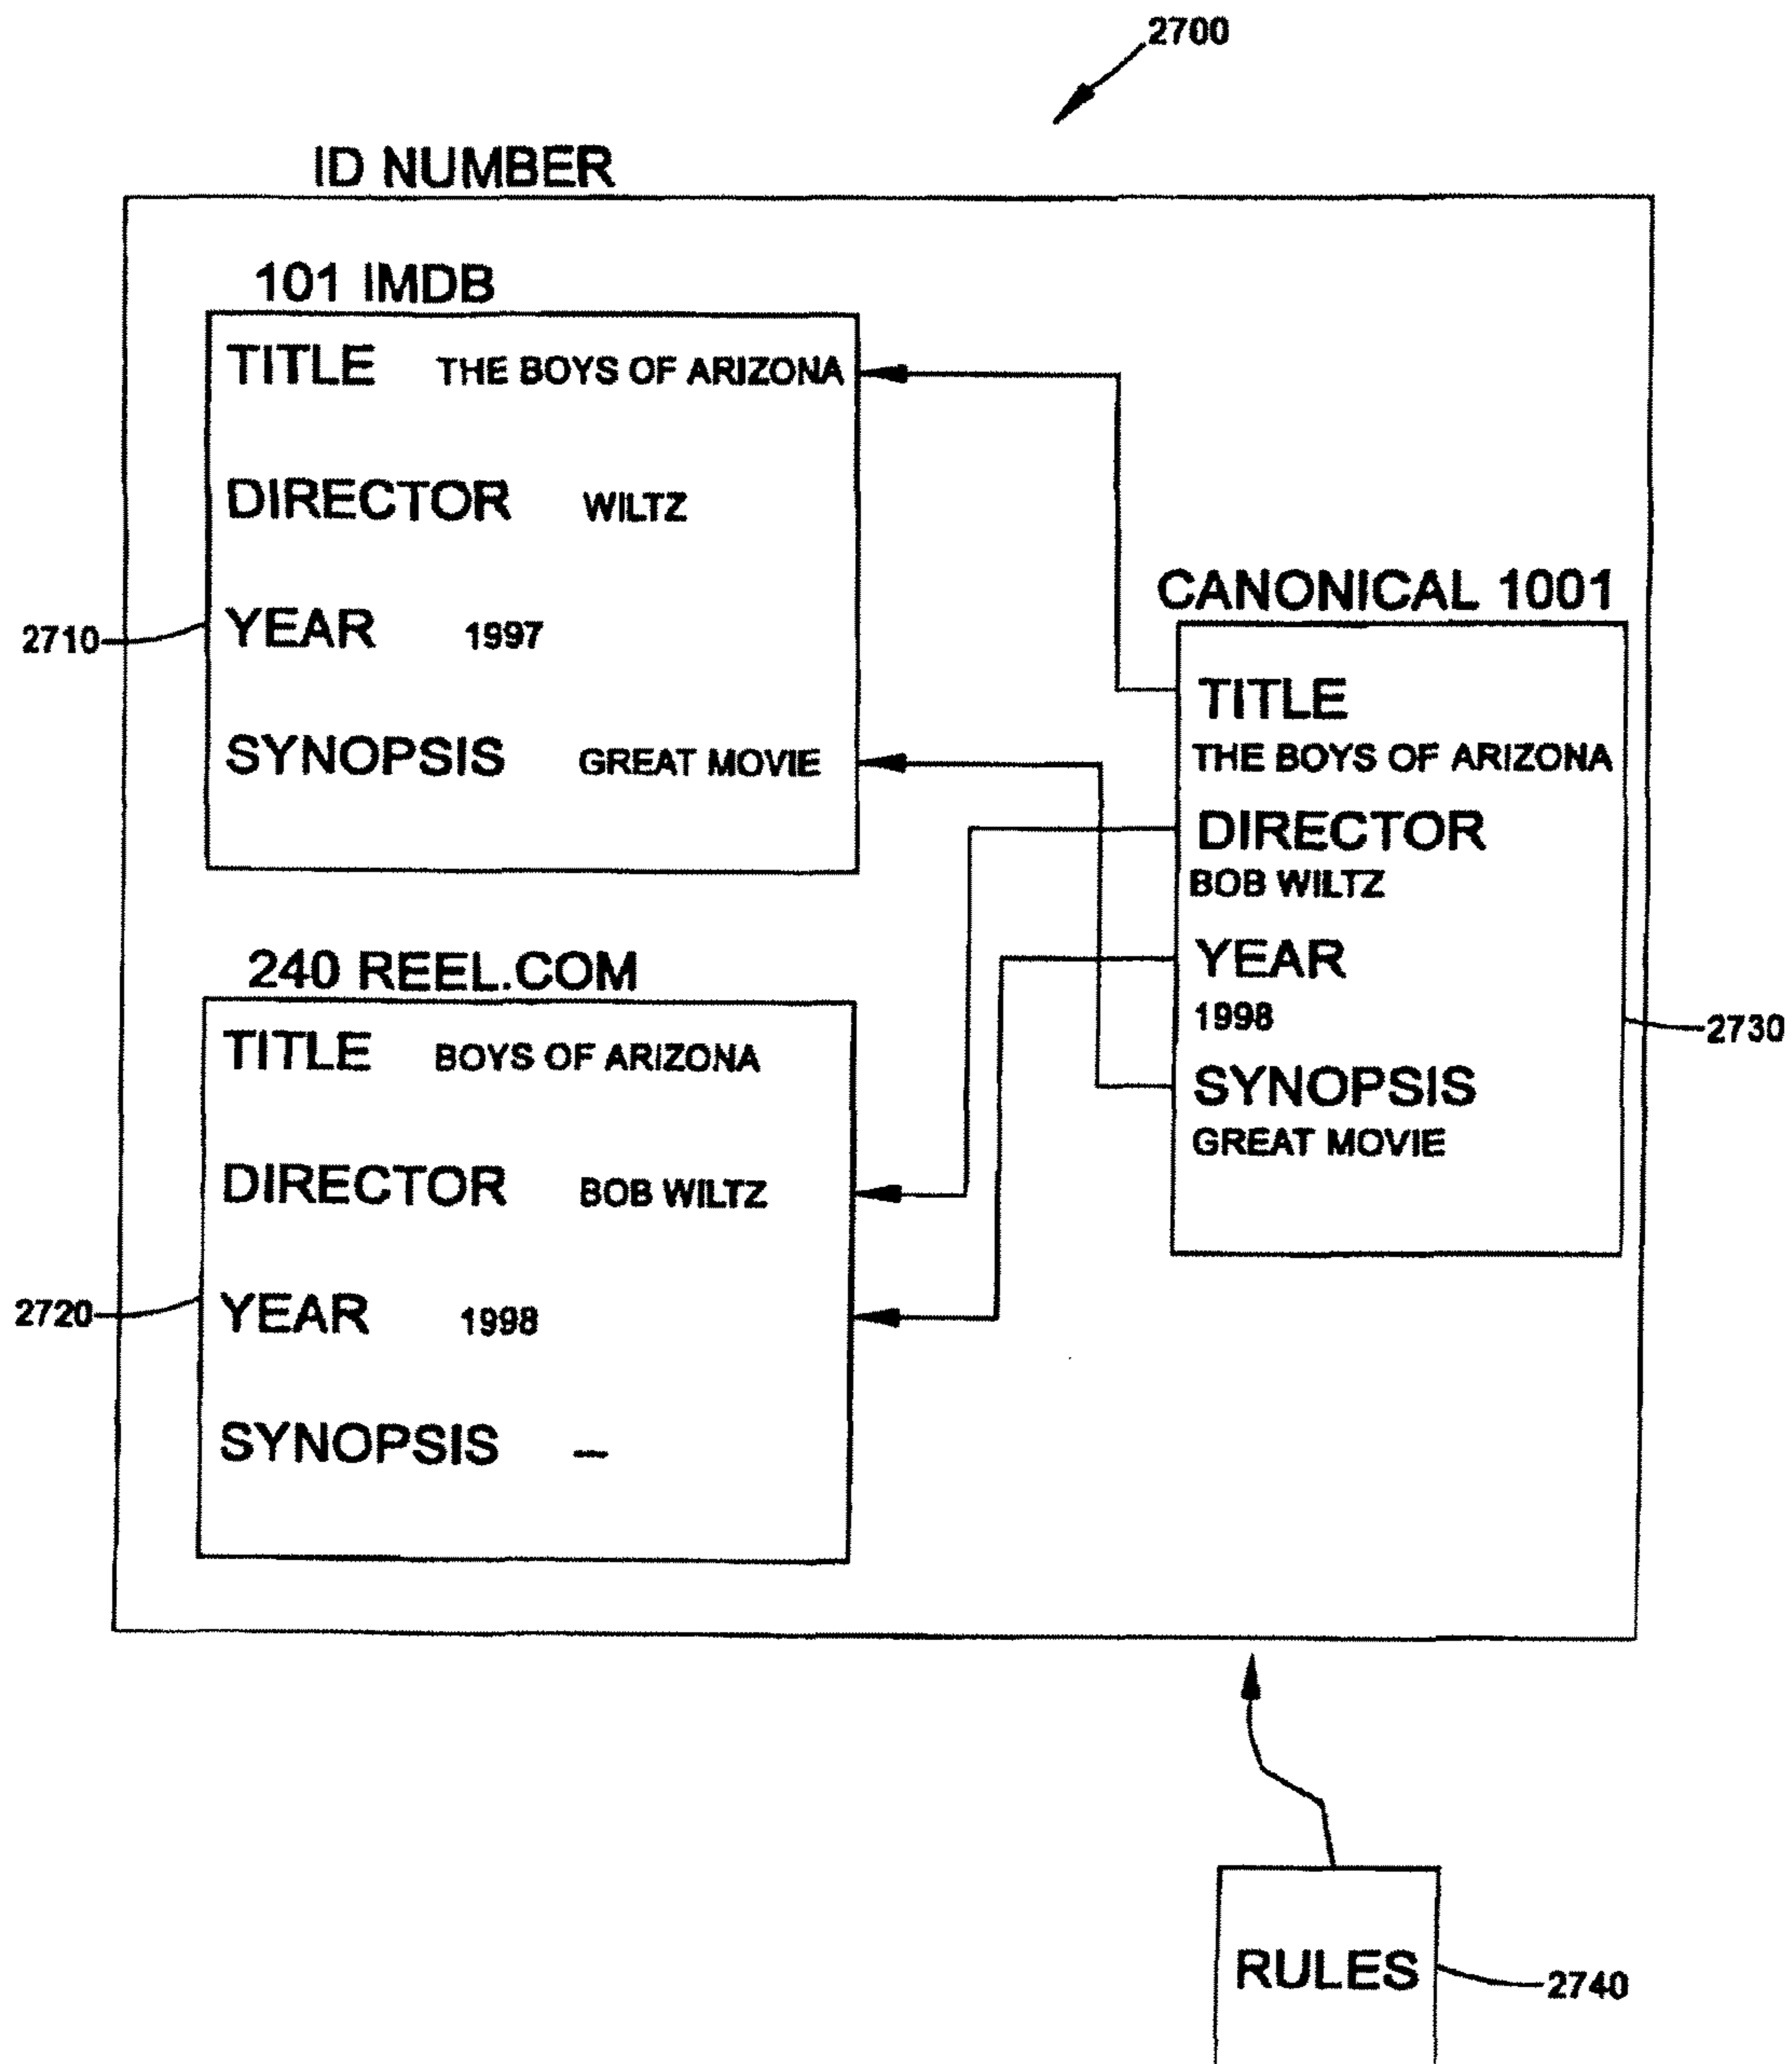 2700
ID NUMBER
101 IMDB
TITLE THE BOYS OF ARIZONA
DIRECTOR WILTZ
2710
YEAR 1997
SYNOPSIS GREAT MOVIE
240 REEL.COM
TITLE BOYS OF ARIZONA
DIRECTOR BOB WILTZ
2720
YEAR 1998
SYNOPSIS –
CANONICAL 1001
TITLE
THE BOYS OF ARIZONA
DIRECTOR
BOB WILTZ
YEAR
1998
2730
SYNOPSIS
GREAT MOVIE
RULES
2740